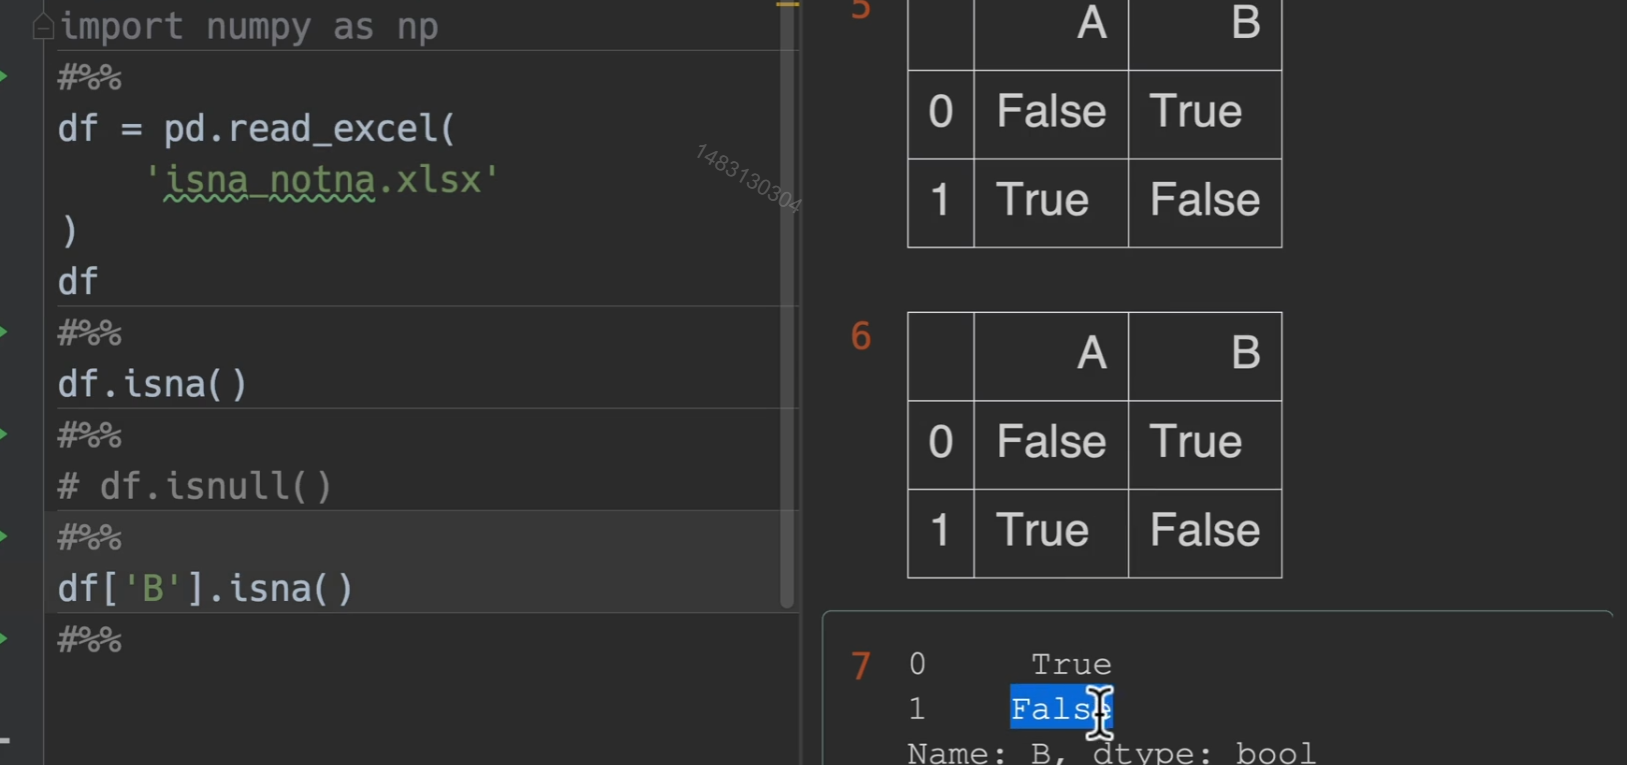 import numpy as np
#%%
df = pd.read_excel(
'isna_notna.xlsx'
)
df
#%%
df.isna()
#%%
# df.isnull()
#%%
df['B'].isna()
#%%
1483130304
5
A B
0 False True
1 True False
6
A B
0 False True
1 True False
7 0 True
1 False
Name: B, dtype: bool